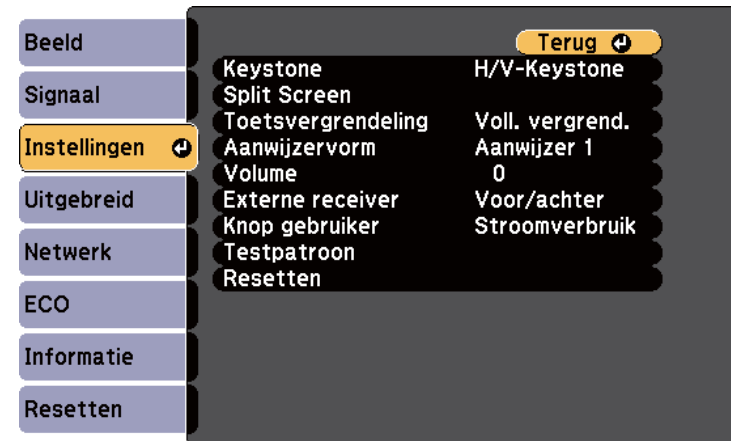 Beeld
Signaal
Instellingen
Uitgebreid
Netwerk
ECO
Informatie
Resetten
Terug
Keystone H/V-Keystone
Split Screen
Toetsvergrendeling Voll. vergrend.
Aanwijzervorm Aanwijzer 1
Volume 0
Externe receiver Voor/achter
Knop gebruiker Stroomverbruik
Testpatroon
Resetten